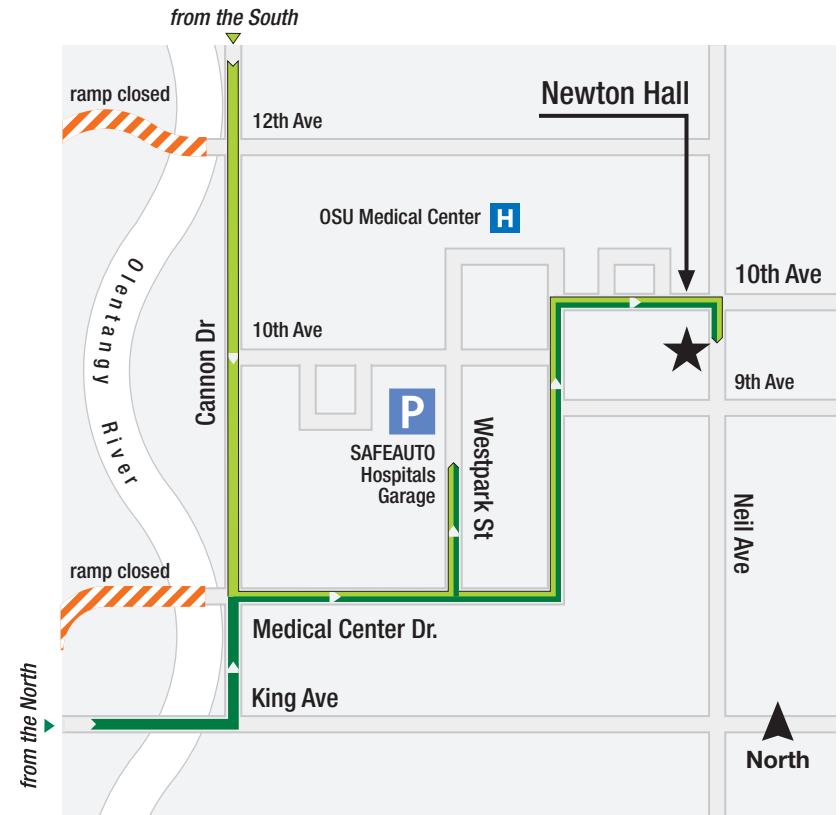 from the South
ramp closed
Newton Hall
12th Ave
OSU Medical Center H
Olentangy River
10th Ave
Cannon Dr
10th Ave
9th Ave
P
SAFEAUTO
Hospitals
Garage
Westpark St
Neil Ave
ramp closed
Medical Center Dr.
King Ave
from the North
North